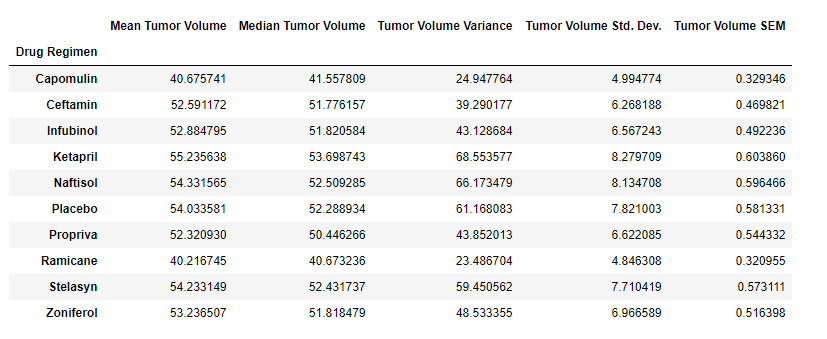 Mean Tumor Volume Median Tumor Volume Tumor Volume Variance Tumor Volume Std. Dev. Tumor Volume SEM
Drug Regimen
Capomulin 40.675741 41.557809 24.947764 4.994774 0.329346
Ceftamin 52.591172 51.776157 39.290177 6.268188 0.469821
Infubinol 52.884795 51.820584 43.128684 6.567243 0.492236
Ketapril 55.235638 53.698743 68.553577 8.279709 0.603860
Naftisol 54.331565 52.509285 66.173479 8.134708 0.596466
Placebo 54.033581 52.288934 61.168083 7.821003 0.581331
Propriva 52.320930 50.446266 43.852013 6.622085 0.544332
Ramicane 40.216745 40.673236 23.486704 4.846308 0.320955
Stelasyn 54.233149 52.431737 59.450562 7.710419 0.573111
Zoniferol 53.236507 51.818479 48.533355 6.966589 0.516398